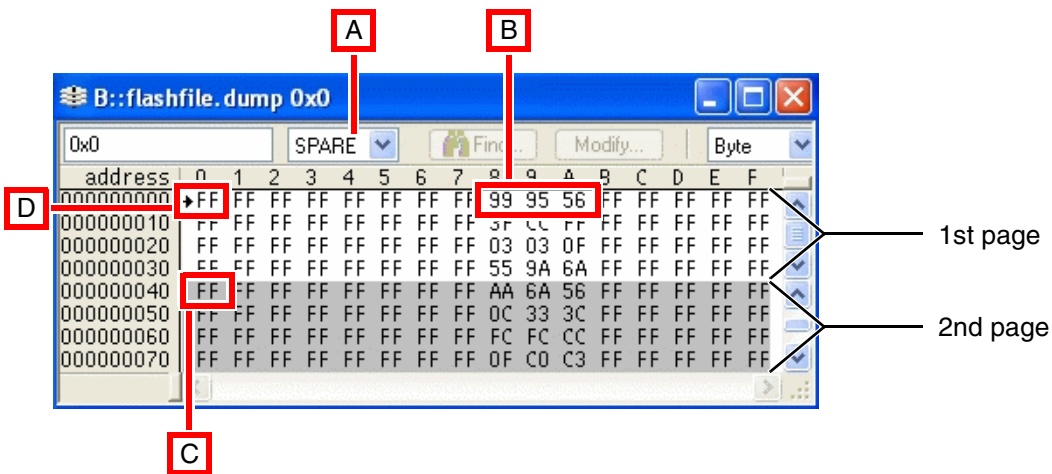 A
B
B::flashfile.dump 0x0
0x0
SPARE
Find...
Modify...
Byte
address 0 1 2 3 4 5 6 7 8 9 A B C D E F
D
000000000 FF FF FF FF FF FF FF FF 99 95 56 FF FF FF FF FF
000000010 FF FF FF FF FF FF FF FF 3F CC FF FF FF FF FF FF
1st page
000000020 FF FF FF FF FF FF FF FF 03 03 0F FF FF FF FF FF
000000030 FF FF FF FF FF FF FF FF 55 9A 6A FF FF FF FF FF
000000040 FF FF FF FF FF FF FF FF AA 6A 56 FF FF FF FF FF
000000050 FF FF FF FF FF FF FF FF 0C 33 3C FF FF FF FF FF
2nd page
000000060 FF FF FF FF FF FF FF FF FC FC CC FF FF FF FF FF
000000070 FF FF FF FF FF FF FF FF 0F C0 C3 FF FF FF FF FF
C